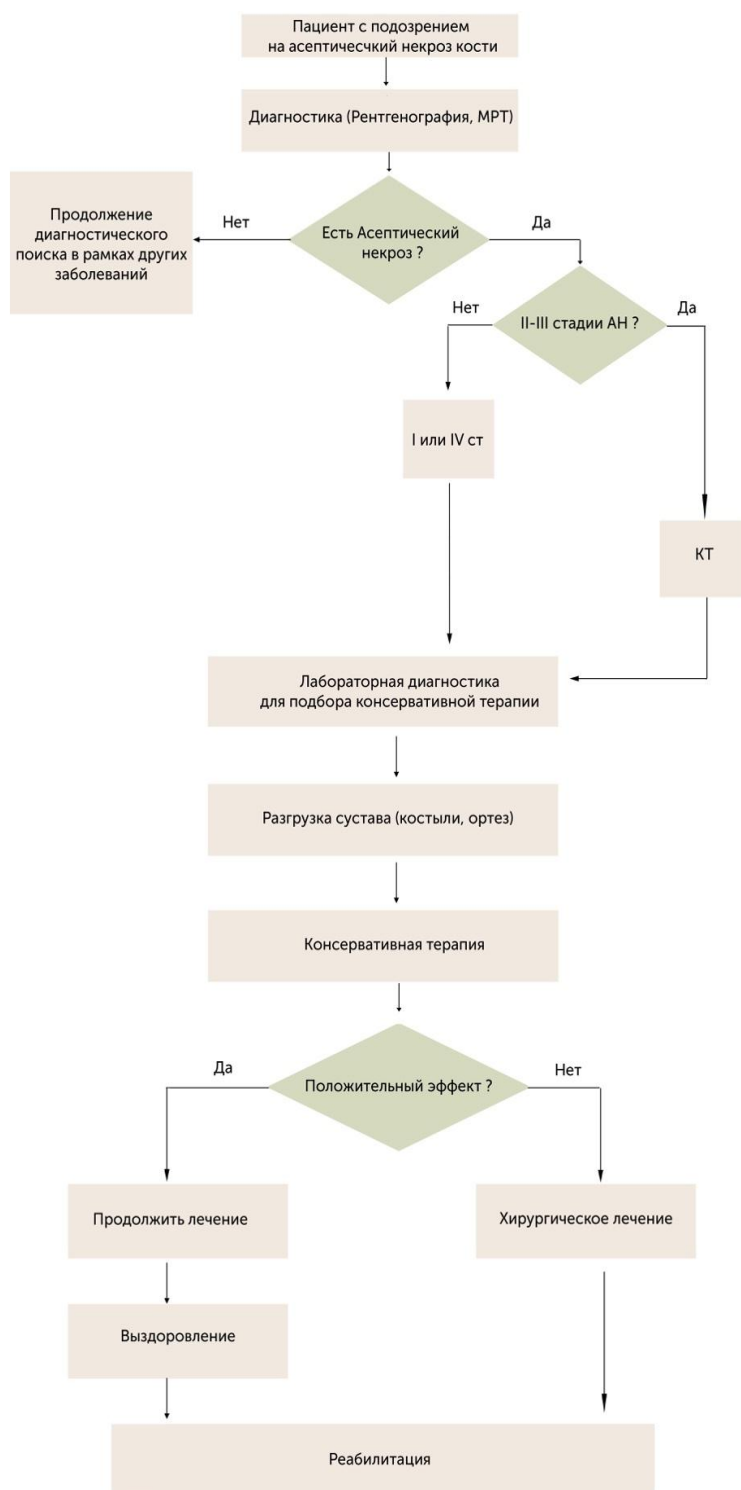 Пациент с подозрением
на асептичесчкий некроз кости
Диагностика (Рентгенография, МРТ)
Есть Асептический
некроз ?
Нет
Да
Продолжение
диагностического
поиска в рамках других
заболеваний
II-III стадии АН ?
Нет
Да
I или IV ст
КТ
Лабораторная диагностика
для подбора консервативной терапии
Разгрузка сустава (костыли, ортез)
Консервативная терапия
Положительный эффект ?
Да
Нет
Продолжить лечение
Хирургическое лечение
Выздоровление
Реабилитация